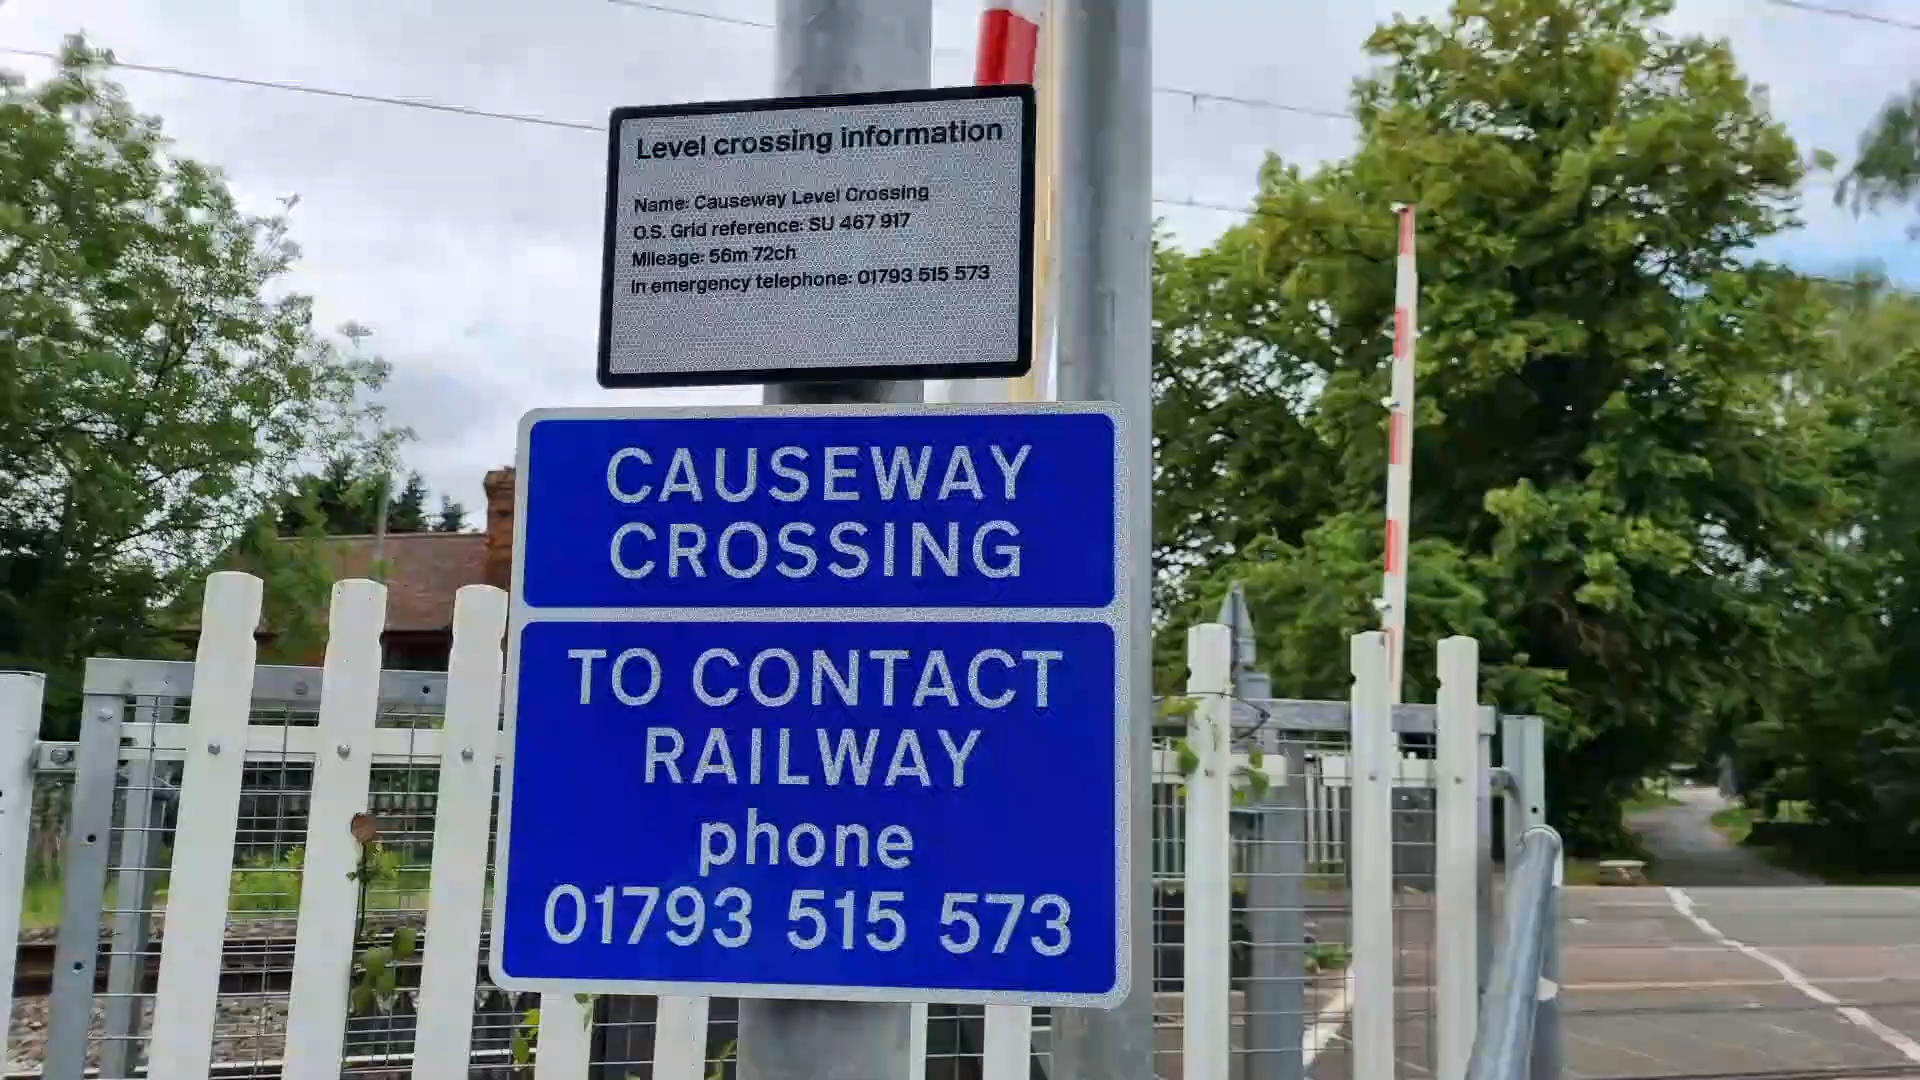 Level crossing information
Name: Causeway Level Crossing
O.S. Grid reference: SU 467 917
Mileage: 56m 72ch
In emergency telephone: 01793 515 573
CAUSEWAY
CROSSING
TO CONTACT
RAILWAY
phone
01793 515 573